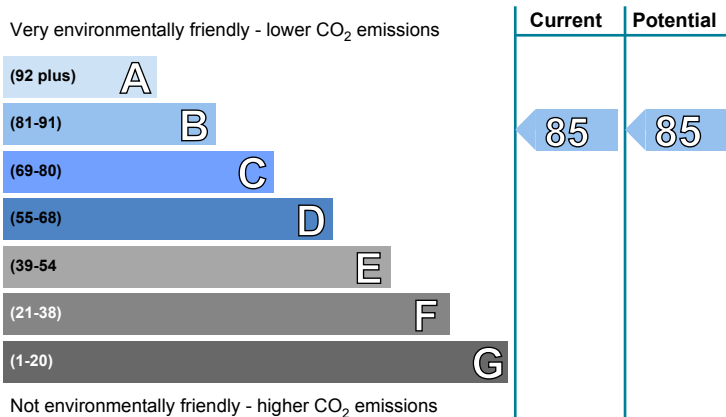 Very environmentally friendly - lower CO₂ emissions
Current Potential
(92 plus) A
(81-91) B
85 85
(69-80) C
(55-68) D
(39-54 E
(21-38) F
(1-20) G
Not environmentally friendly - higher CO₂ emissions